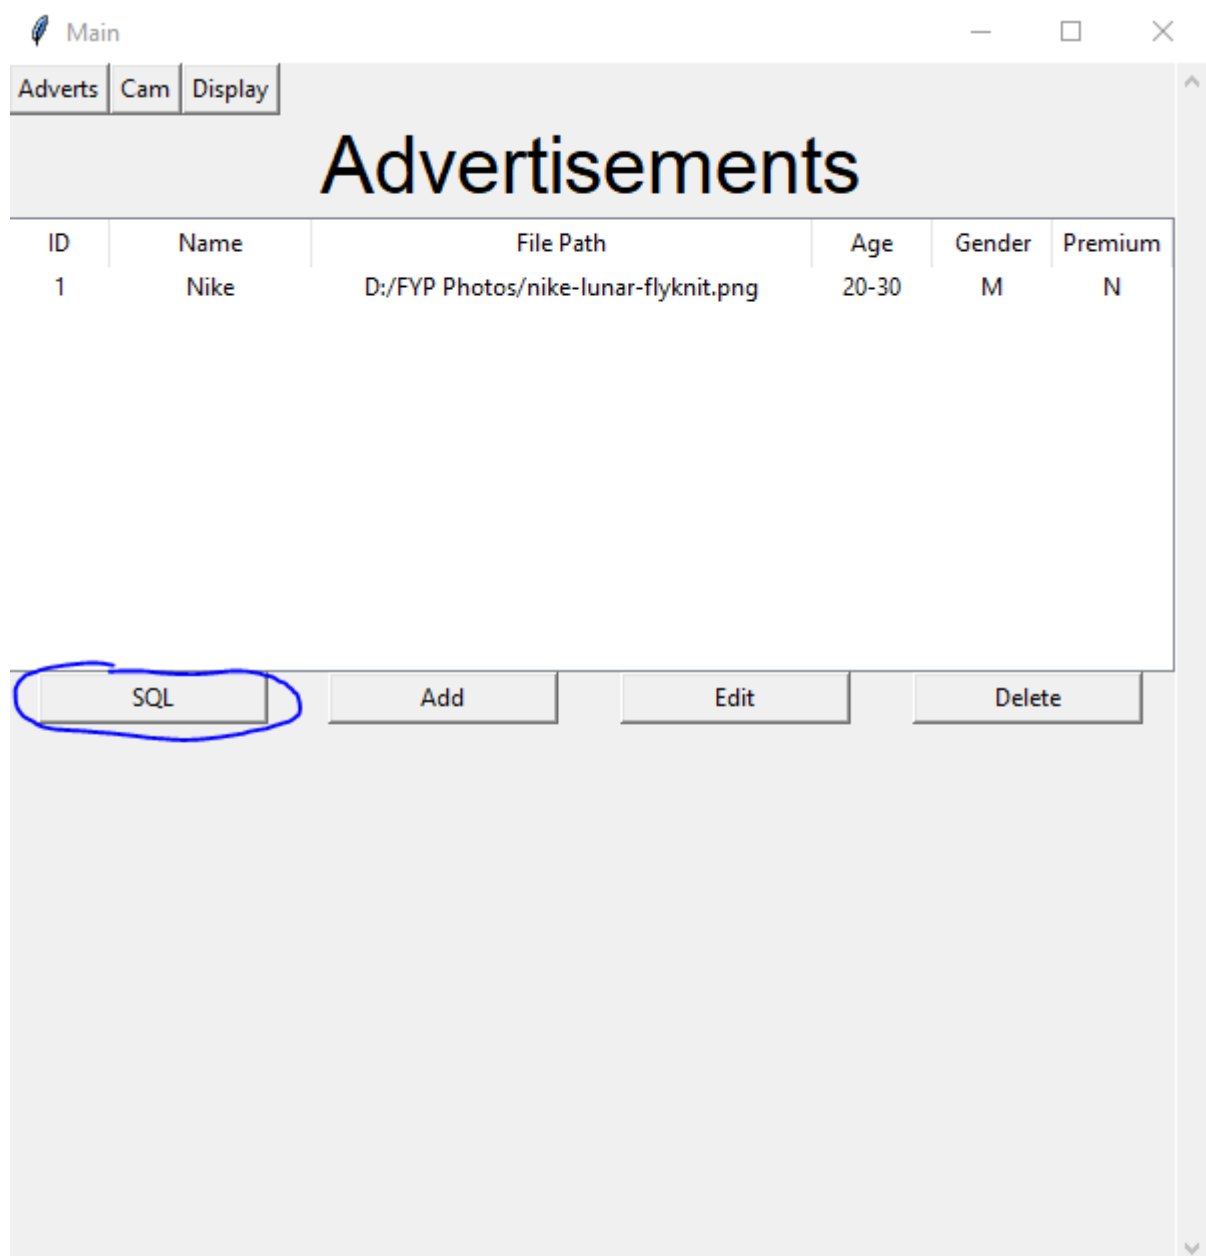 Main
Adverts Cam Display
Advertisements
ID Name File Path Age Gender Premium
1 Nike D:/FYP Photos/nike-lunar-flyknit.png 20-30 M N
SQL Add Edit Delete